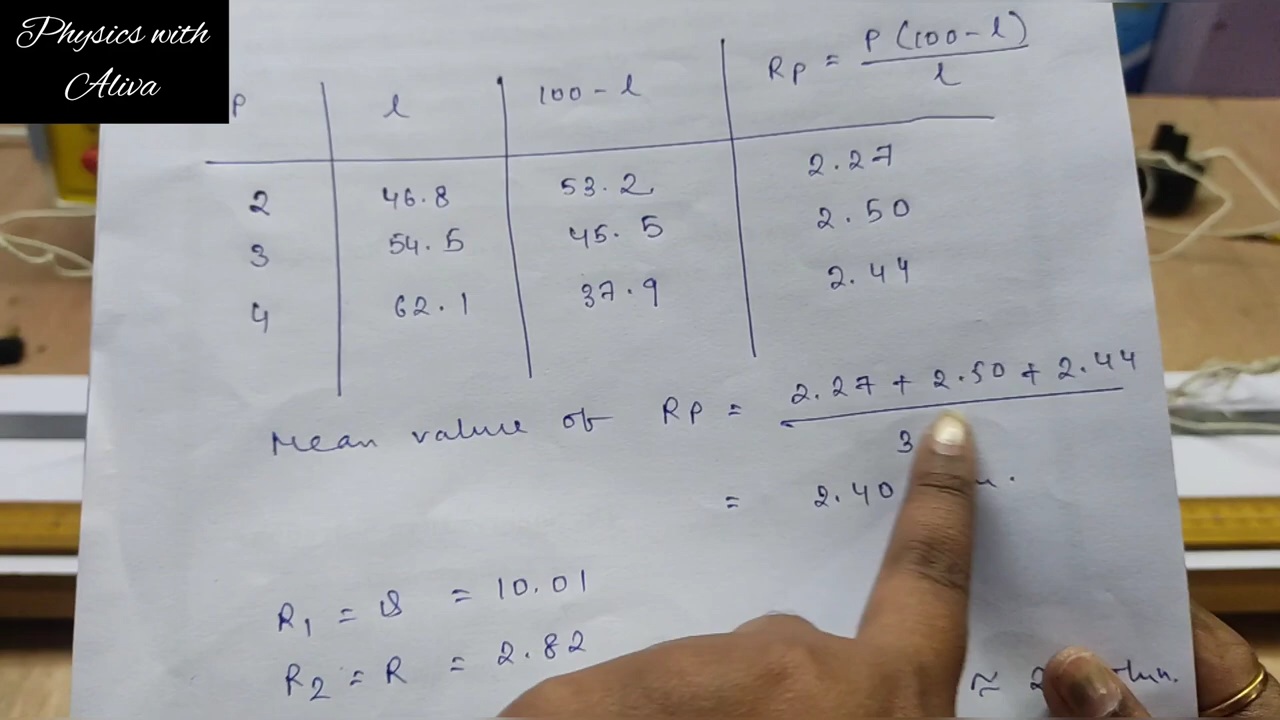 Physics with
Aliva
P l 100 - l Rp = P (100 - l) / l
2 46.8 53.2 2.27
3 54.5 45.5 2.50
4 62.1 37.9 2.44
Mean value of Rp = 2.27 + 2.50 + 2.44 / 3
= 2.40
R1 = = 10.01
R2 = R = 2.82
≈